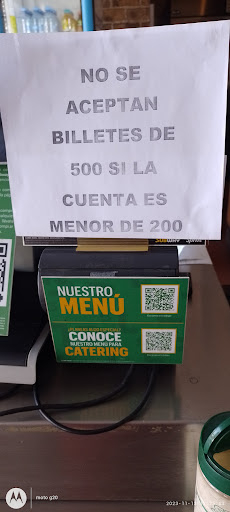 NO SE
ACEPTAN
BILLETES DE
500 SI LA
CUENTA ES
MENOR DE 200
NUESTRO
MENÚ
CONOCE
NUESTRO MENÚ PARA
CATERING
moto g20